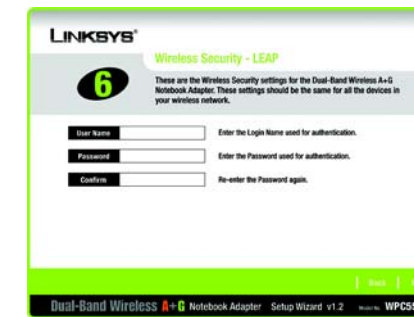 LINKSYS®
Wireless Security - LEAP
6
These are the Wireless Security settings for the Dual-Band Wireless A+G
Notebook Adapter. These settings should be the same for all the devices in
your wireless network.
User Name
Enter the Login Name used for authentication.
Password
Enter the Password used for authentication.
Confirm
Re-enter the Password again.
Back
Dual-Band Wireless A+G Notebook Adapter Setup Wizard v1.2